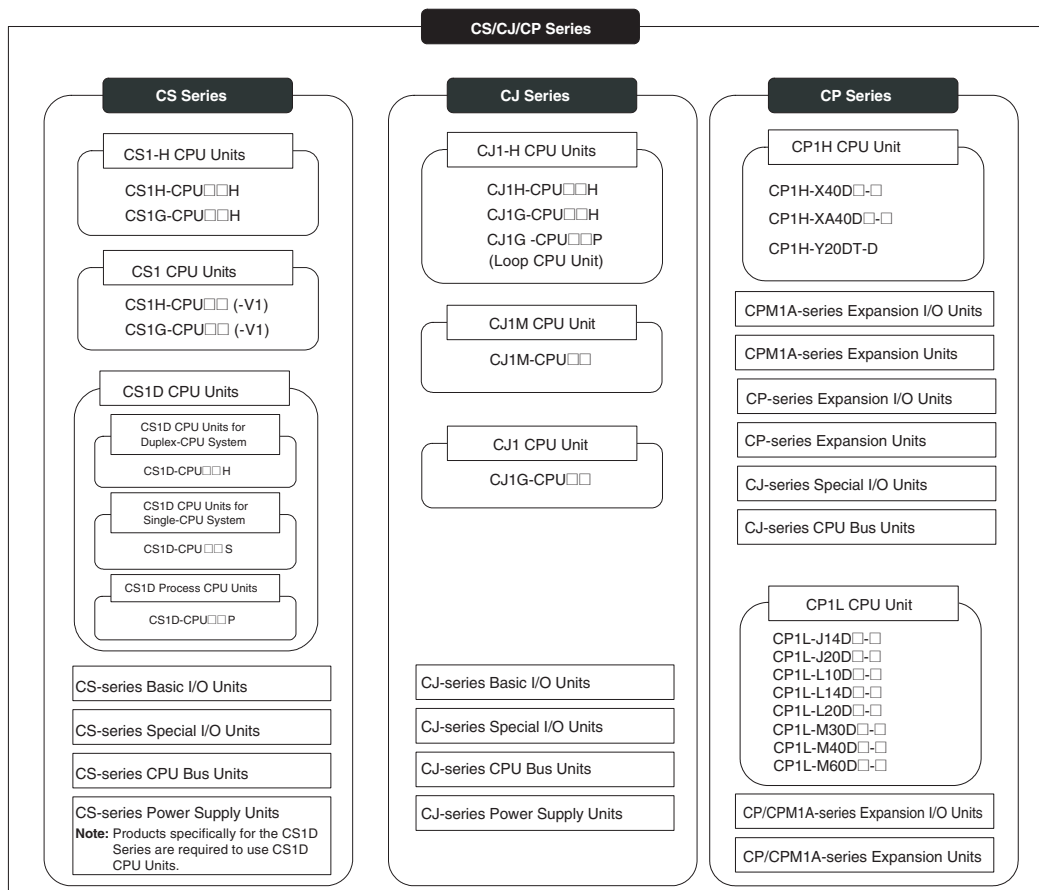 CS/CJ/CP Series
CS Series
CS1-H CPU Units
CS1H-CPU□□H
CS1G-CPU□□H
CS1 CPU Units
CS1H-CPU□□ (-V1)
CS1G-CPU□□ (-V1)
CS1D CPU Units
CS1D CPU Units for
Duplex-CPU System
CS1D-CPU□□H
CS1D CPU Units for
Single-CPU System
CS1D-CPU□□S
CS1D Process CPU Units
CS1D-CPU□□P
CS-series Basic I/O Units
CS-series Special I/O Units
CS-series CPU Bus Units
CS-series Power Supply Units
Note: Products specifically for the CS1D
Series are required to use CS1D
CPU Units.
CJ Series
CJ1-H CPU Units
CJ1H-CPU□□H
CJ1G-CPU□□H
CJ1G -CPU□□P
(Loop CPU Unit)
CJ1M CPU Unit
CJ1M-CPU□□
CJ1 CPU Unit
CJ1G-CPU□□
CJ-series Basic I/O Units
CJ-series Special I/O Units
CJ-series CPU Bus Units
CJ-series Power Supply Units
CP Series
CP1H CPU Unit
CP1H-X40D□-□
CP1H-XA40D□-□
CP1H-Y20DT-D
CPM1A-series Expansion I/O Units
CPM1A-series Expansion Units
CP-series Expansion I/O Units
CP-series Expansion Units
CJ-series Special I/O Units
CJ-series CPU Bus Units
CP1L CPU Unit
CP1L-J14D□-□
CP1L-J20D□-□
CP1L-L10D□-□
CP1L-L14D□-□
CP1L-L20D□-□
CP1L-M30D□-□
CP1L-M40D□-□
CP1L-M60D□-□
CP/CPM1A-series Expansion I/O Units
CP/CPM1A-series Expansion Units